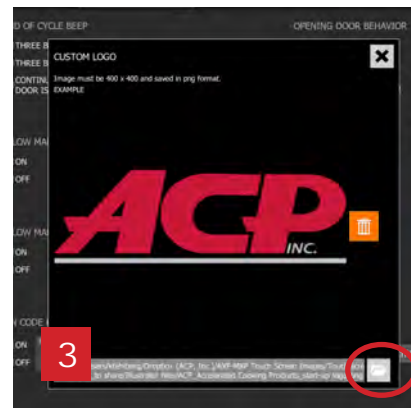 D OF CYCLE BEEP
OPENING DOOR BEHAVIOR
THREE B
THREE B
CONTIN
DOOR IS
CUSTOM LOGO
Image must be 400 x 400 and saved in png format.
EXAMPLE
LOW MA
ON
OFF
ACP
INC.
LOW MA
ON
OFF
N CODE
ON
OFF
3